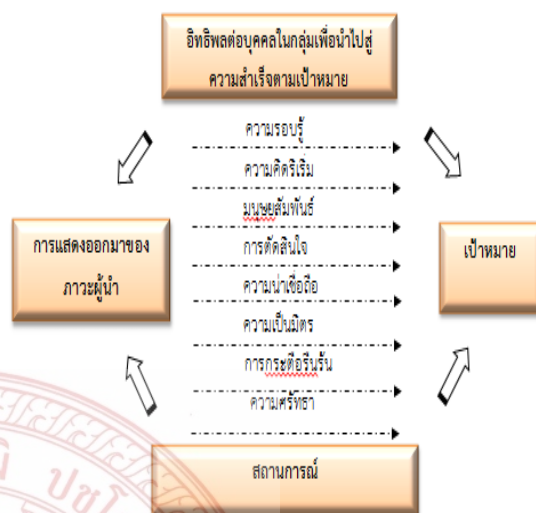 อิทธิพลต่อบุคคลในกลุ่มเพื่อนำไปสู่
ความสำเร็จตามเป้าหมาย
ความรอบรู้
ความคิดริเริ่ม
มนุษยสัมพันธ์
การแสดงออกมาของ
ภาวะผู้นำ
การตัดสินใจ
เป้าหมาย
ความน่าเชื่อถือ
ความเป็นมิตร
การกระตือรือร้น
ความศรัทธา
สถานการณ์